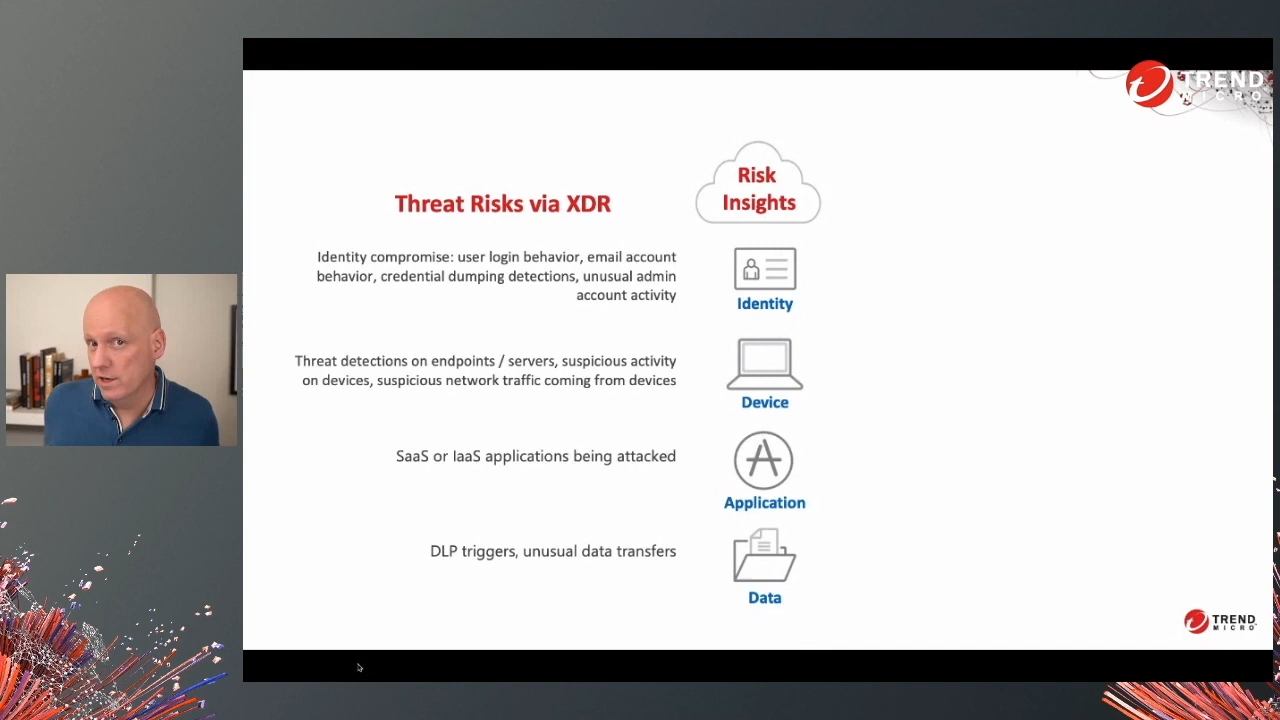 TREND
MICRO
Threat Risks via XDR
Risk
Insights
Identity compromise: user login behavior, email account
behavior, credential dumping detections, unusual admin
account activity
Identity
Threat detections on endpoints / servers, suspicious activity
on devices, suspicious network traffic coming from devices
Device
SaaS or IaaS applications being attacked
Application
DLP triggers, unusual data transfers
Data
TREND
MICRO